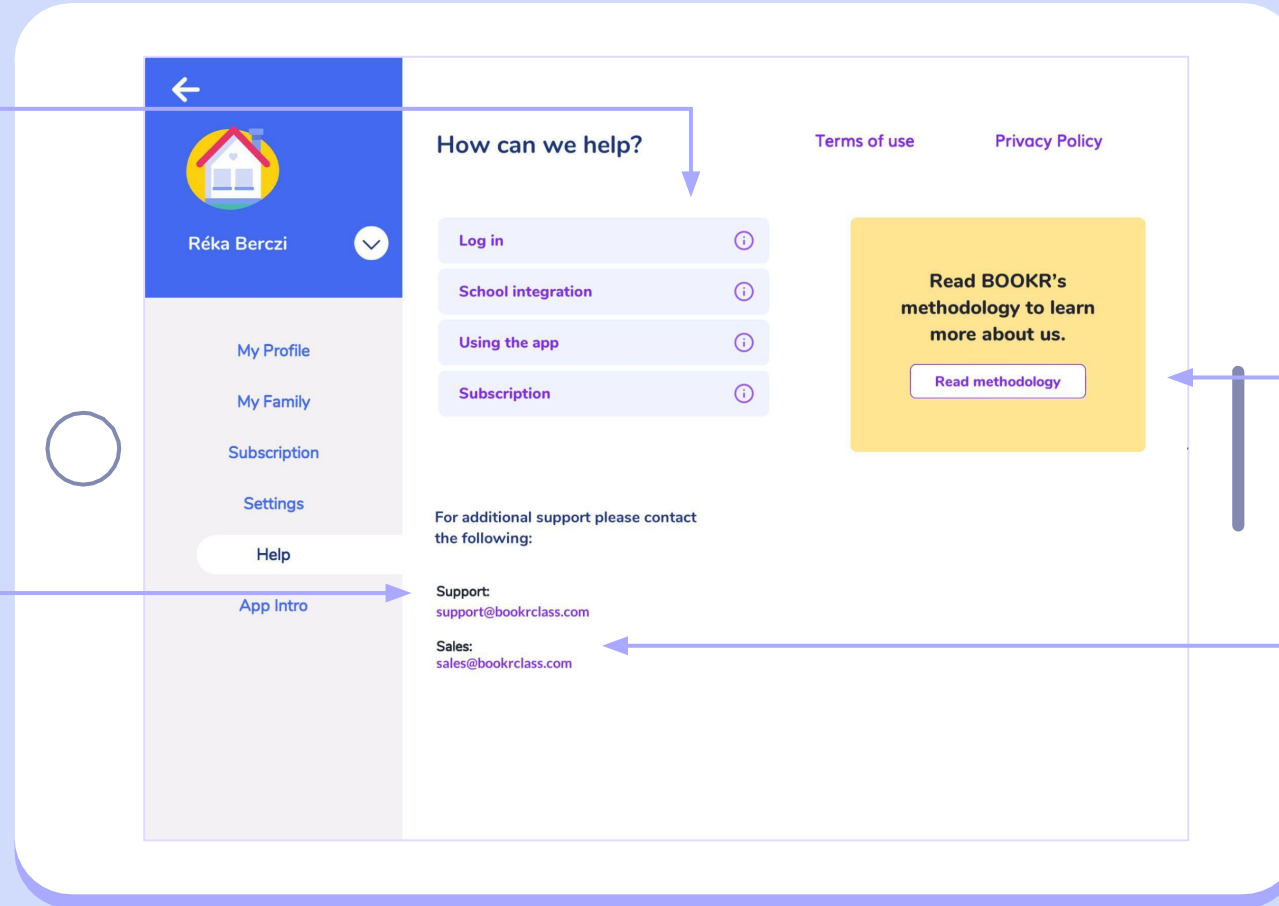 Réka Berczi
My Profile
My Family
Subscription
Settings
Help
App Intro
How can we help?
Terms of use
Privacy Policy
Log in
School integration
Using the app
Subscription
Read BOOKR's
methodology to learn
more about us.
Read methodology
For additional support please contact
the following:
Support:
support@bookrclass.com
Sales:
sales@bookrclass.com